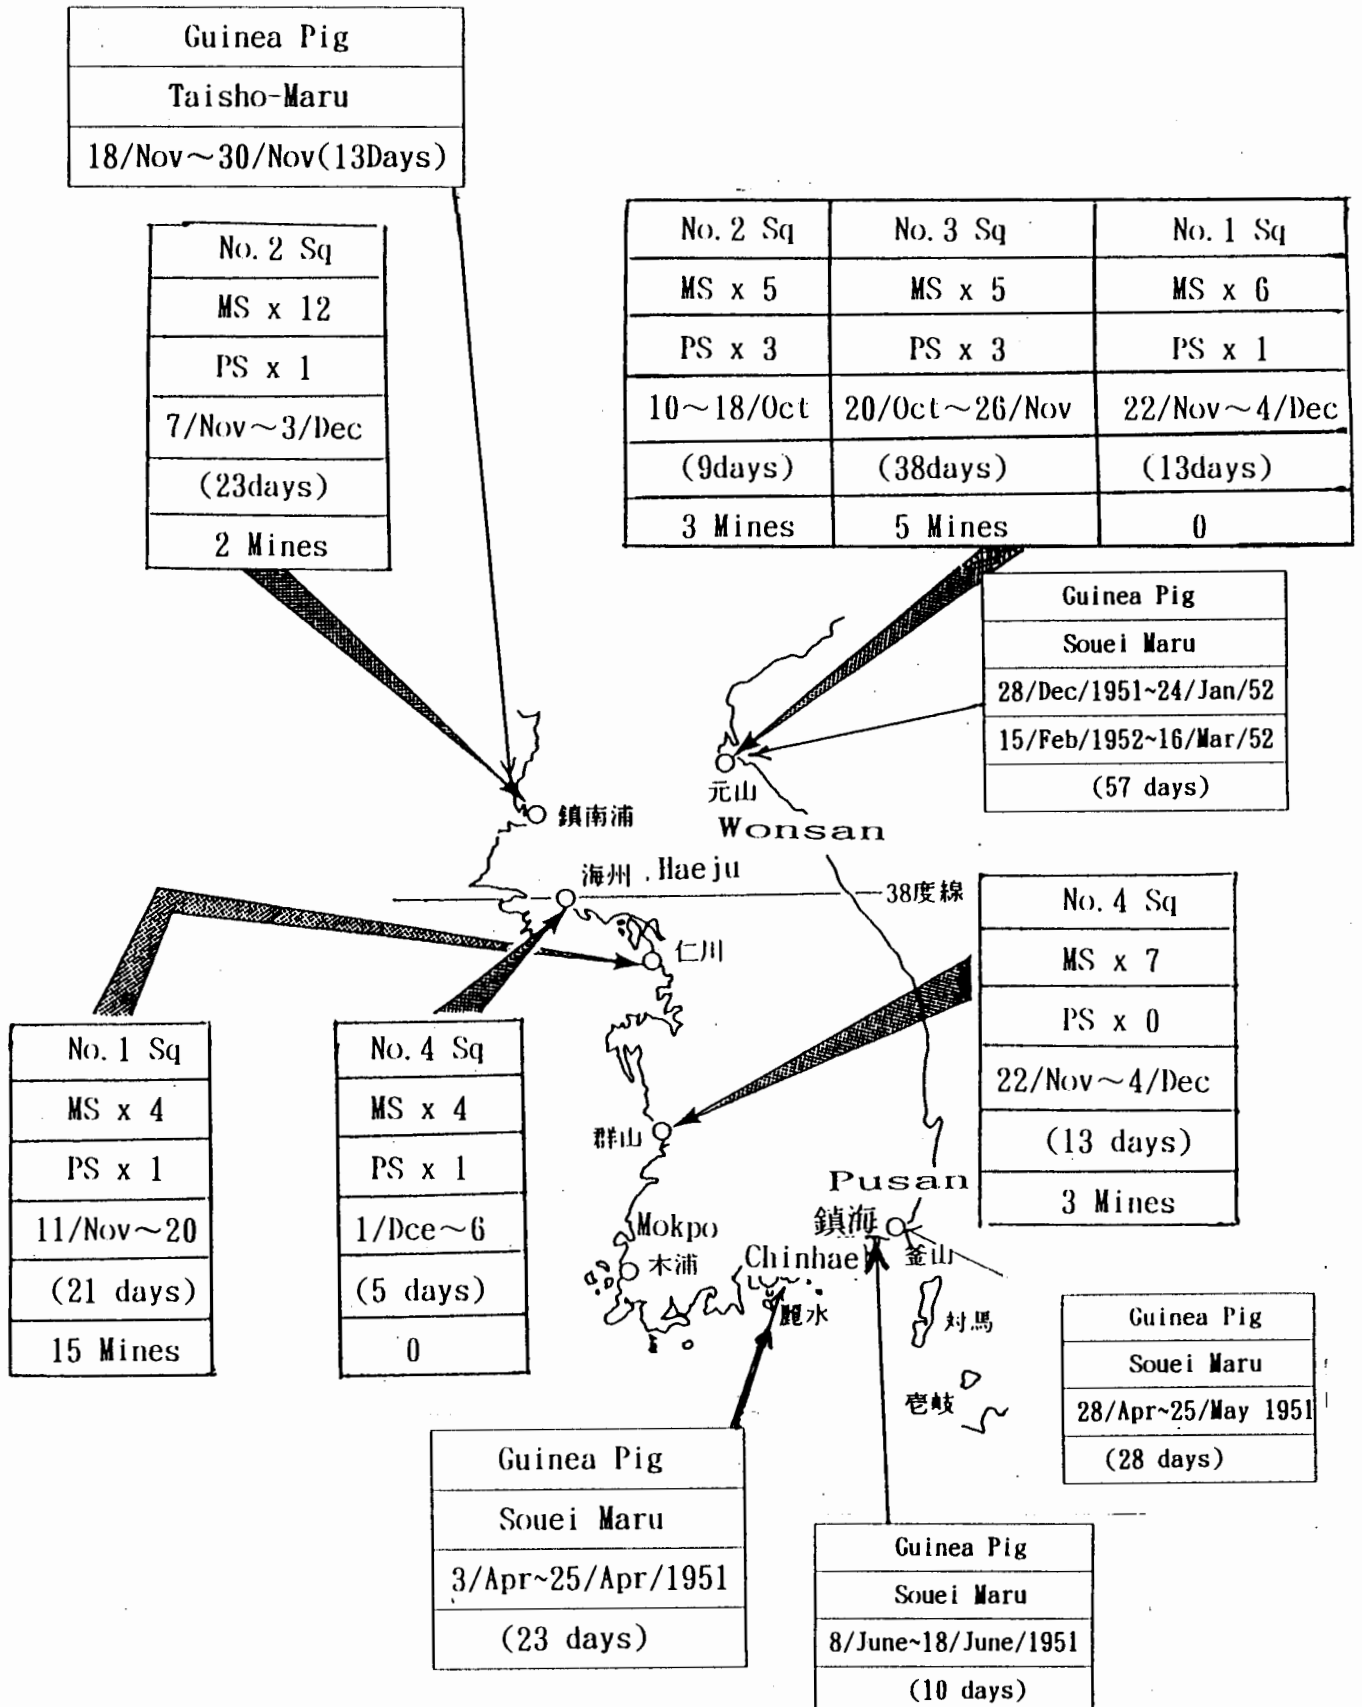 Guinea Pig
Taisho-Maru
18/Nov～30/Nov(13Days)
No.2 Sq
MS x 12
PS x 1
7/Nov～3/Dec
(23days)
2 Mines
No.2 Sq No.3 Sq No.1 Sq
MS x 5 MS x 5 MS x 6
PS x 3 PS x 3 PS x 1
10～18/Oct 20/Oct～26/Nov 22/Nov～4/Dec
(9days) (38days) (13days)
3 Mines 5 Mines 0
Guinea Pig
Souei Maru
28/Dec/1951~24/Jan/52
15/Feb/1952~16/Mar/52
(57 days)
元山
Wonsan
鎮南浦
海州 .Haeju
38度線
仁川
No.4 Sq
MS x 7
PS x 0
22/Nov～4/Dec
(13 days)
3 Mines
No.1 Sq
MS x 4
PS x 1
11/Nov～20
(21 days)
15 Mines
No.4 Sq
MS x 4
PS x 1
1/Dce～6
(5 days)
0
群山
Pusan
鎮海
釜山
Mokpo
木浦
Chinhae
麗水
対馬
壱岐
Guinea Pig
Souei Maru
28/Apr~25/May 1951
(28 days)
Guinea Pig
Souei Maru
3/Apr~25/Apr/1951
(23 days)
Guinea Pig
Souei Maru
8/June~18/June/1951
(10 days)